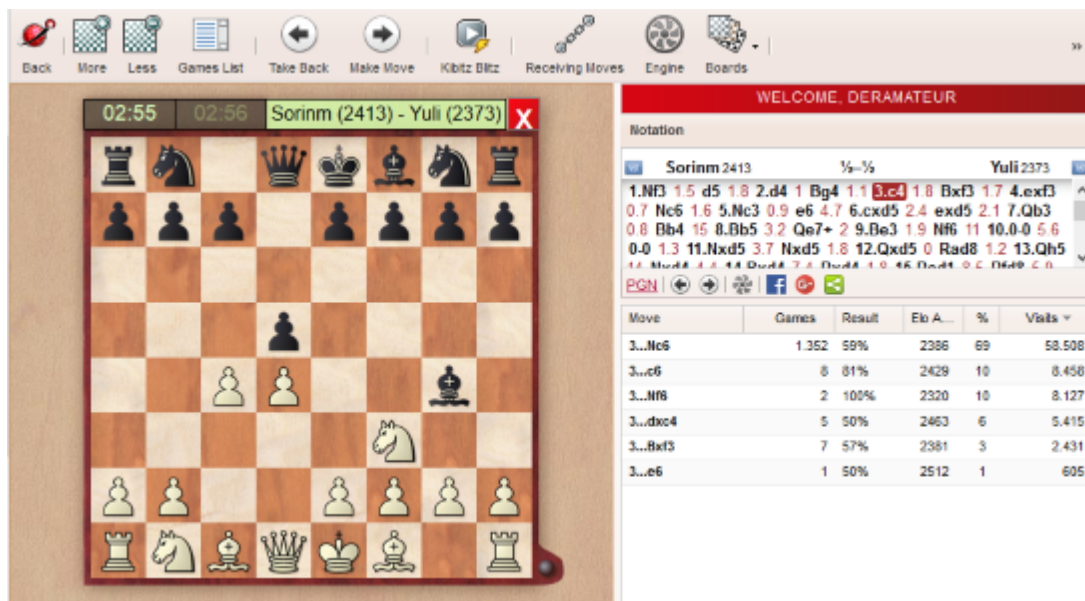 Back More Less Games List Take Back Make Move Kibitz Blitz Receiving Moves Engine Boards »
02:55 02:56 Sorinm (2413) - Yuli (2373) X
WELCOME, DERAMATEUR
Notation
Sorinm 2413 ½–½ Yuli 2373
1.Nf3 1.5 d5 1.8 2.d4 1 Bg4 1.1 3.c4 1.8 Bxf3 1.7 4.exf3
0.7 Nc6 1.6 5.Nc3 0.9 e6 4.7 6.cxd5 2.4 exd5 2.1 7.Qb3
0.8 Bb4 15 8.Bb5 3.2 Qe7+ 2 9.Be3 1.9 Nf6 11 10.0-0 5.6
0-0 1.3 11.Nxd5 3.7 Nxd5 1.8 12.Qxd5 0 Rad8 1.2 13.Qh5
PGN
Move Games Result Elo A... % Visits
3...Nc6 1.352 59% 2386 69 58.508
3...c6 8 81% 2429 10 8.458
3...Nf6 2 100% 2320 10 8.127
3...dxc4 5 50% 2463 6 5.415
3...Bxf3 7 57% 2381 3 2.431
3...e6 1 50% 2512 1 605